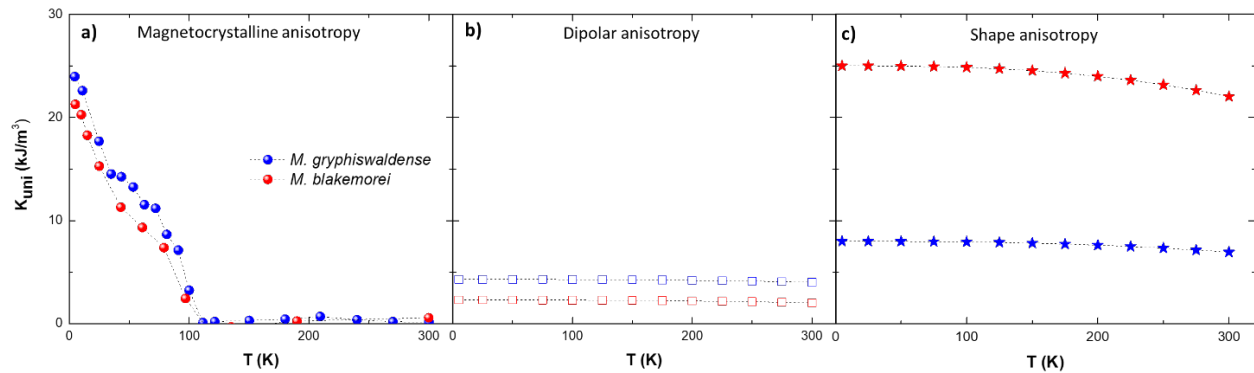 a) Magnetocrystalline anisotropy
b) Dipolar anisotropy
c) Shape anisotropy
K_uni (kJ/m³)
30
20
10
0
M. gryphiswaldense
M. blakemorei
0 100 200 300
0 100 200 300
0 100 200 300
T (K)
T (K)
T (K)